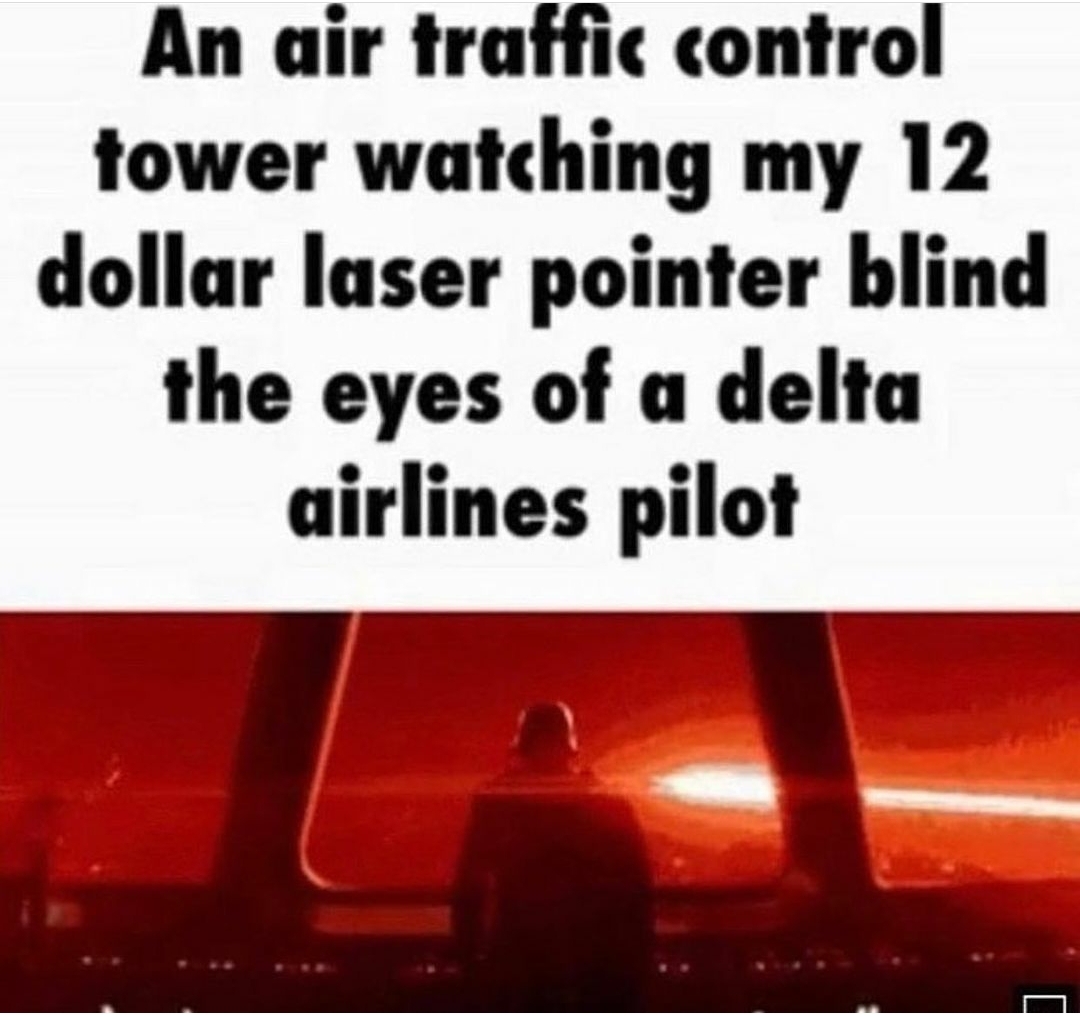 An air traffic control
tower watching my 12
dollar laser pointer blind
the eyes of a delta
airlines pilot